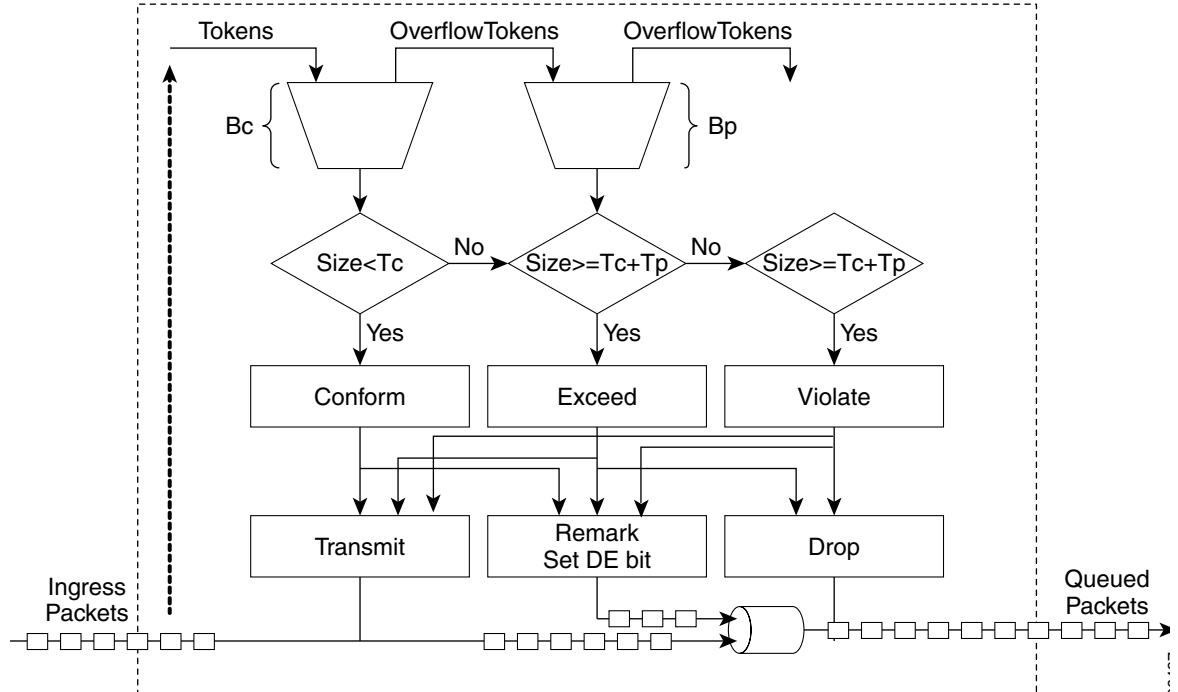 Tokens
OverflowTokens
OverflowTokens
Bc
Bp
Size<Tc
No
Size>=Tc+Tp
No
Size>=Tc+Tp
Yes
Yes
Yes
Conform
Exceed
Violate
Transmit
Remark
Set DE bit
Drop
Ingress
Packets
Queued
Packets